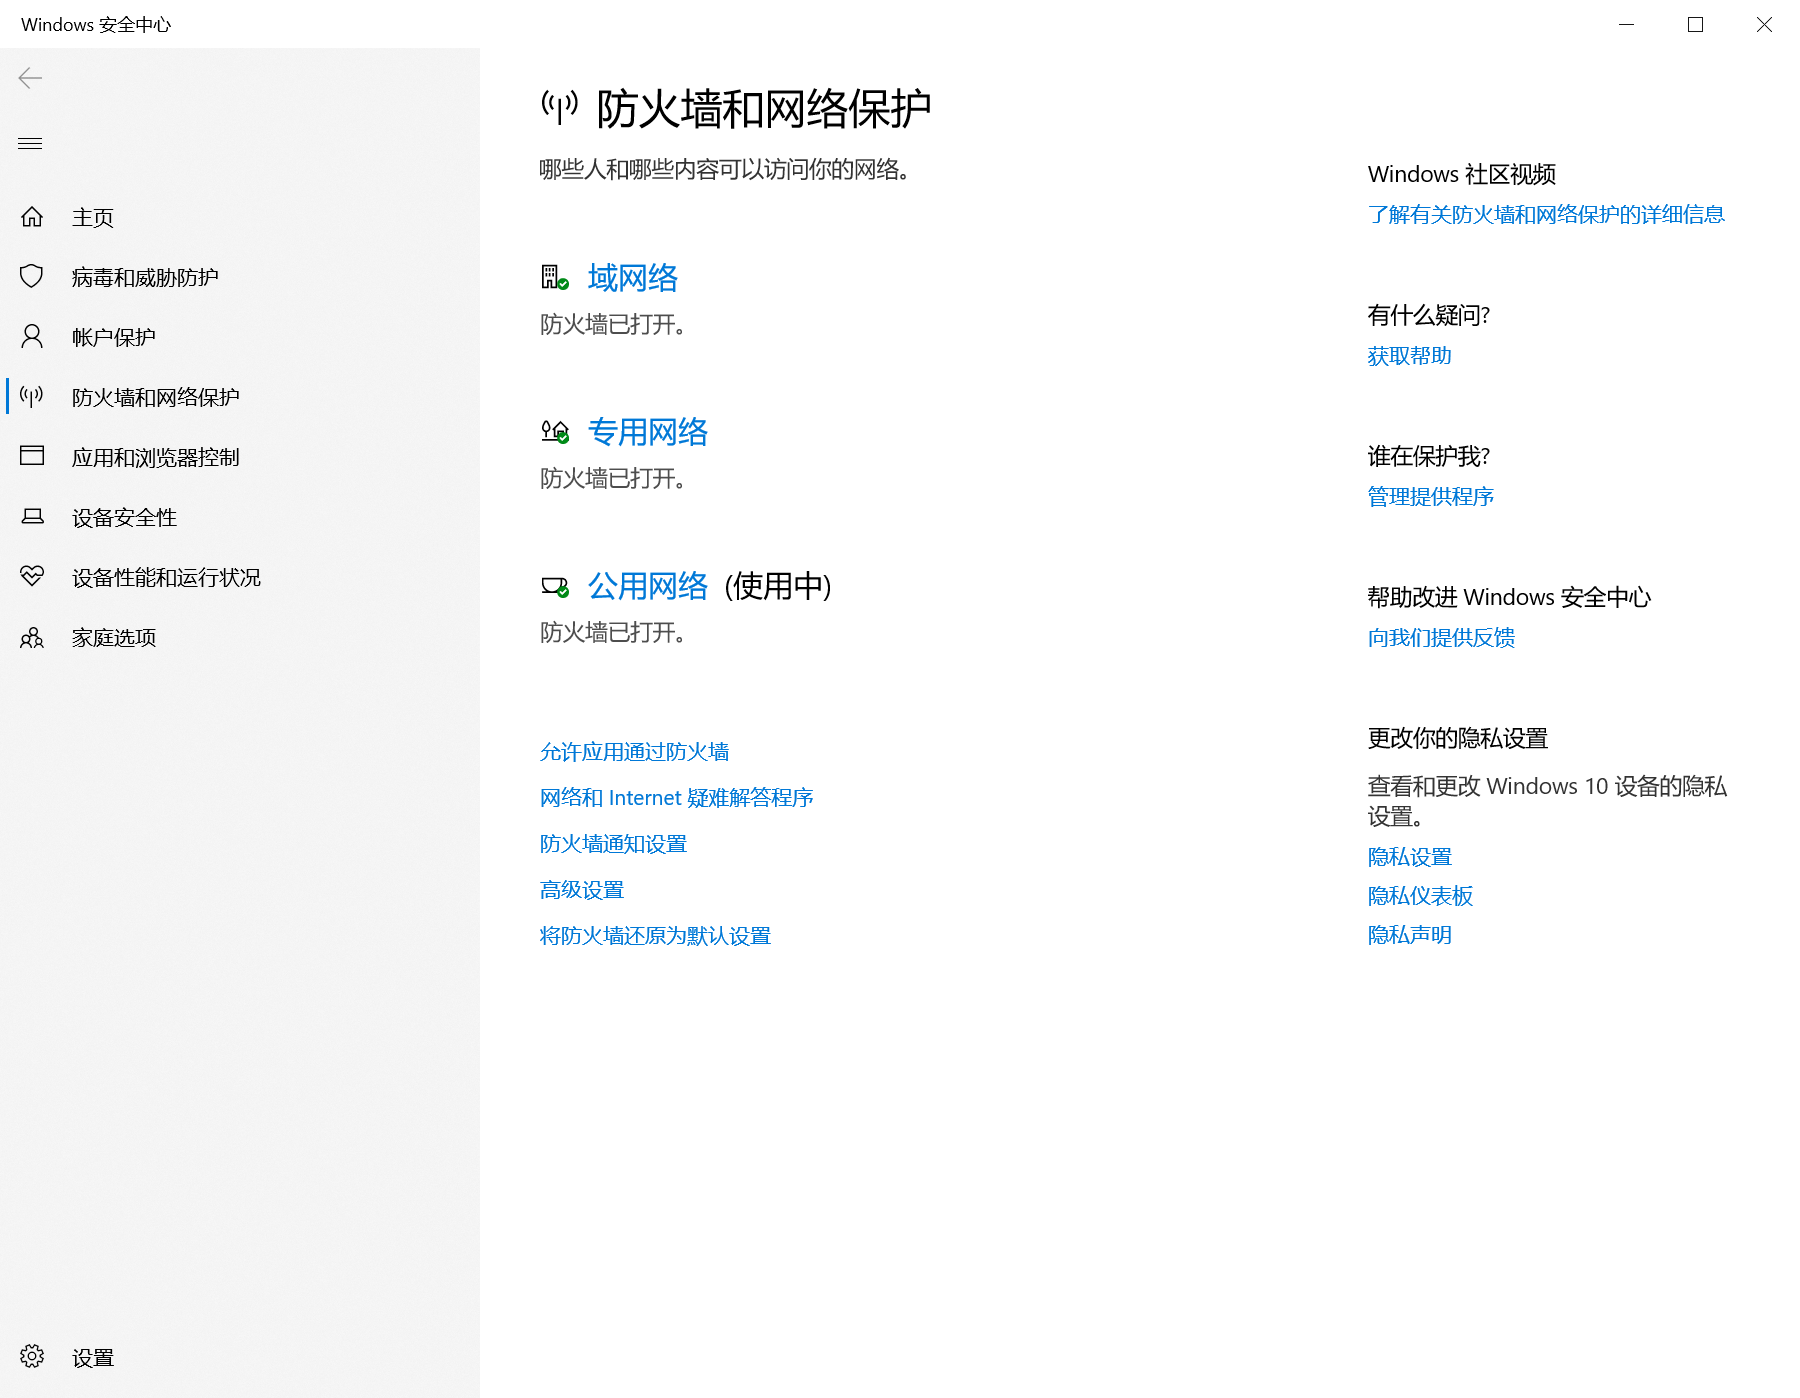 Windows 安全中心
主页
病毒和威胁防护
帐户保护
防火墙和网络保护
应用和浏览器控制
设备安全性
设备性能和运行状况
家庭选项
设置
防火墙和网络保护
哪些人和哪些内容可以访问你的网络。
域网络
防火墙已打开。
专用网络
防火墙已打开。
公用网络 (使用中)
防火墙已打开。
允许应用通过防火墙
网络和 Internet 疑难解答程序
防火墙通知设置
高级设置
将防火墙还原为默认设置
Windows 社区视频
了解有关防火墙和网络保护的详细信息
有什么疑问?
获取帮助
谁在保护我?
管理提供程序
帮助改进 Windows 安全中心
向我们提供反馈
更改你的隐私设置
查看和更改 Windows 10 设备的隐私
设置。
隐私设置
隐私仪表板
隐私声明